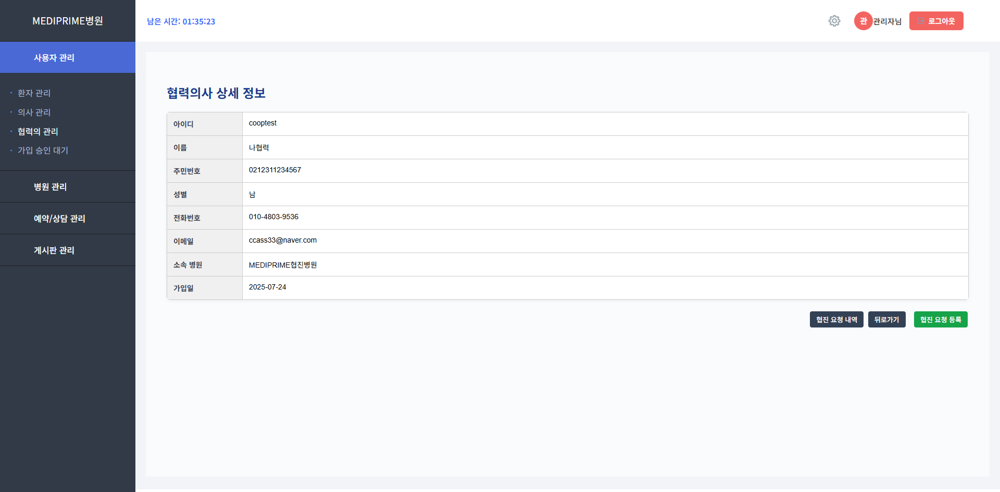 MEDIPRIME병원
남은 시간: 01:35:23
관
관리자님
로그아웃
사용자 관리
환자 관리
의사 관리
협력의 관리
가입 승인 대기
병원 관리
예약/상담 관리
게시판 관리
협력의사 상세 정보
아이디 cooptest
이름 나협력
주민번호 0212311234567
성별 남
전화번호 010-4803-9536
이메일 ccass33@naver.com
소속 병원 MEDIPRIME협진병원
가입일 2025-07-24
협진 요청 내역
뒤로가기
협진 요청 등록